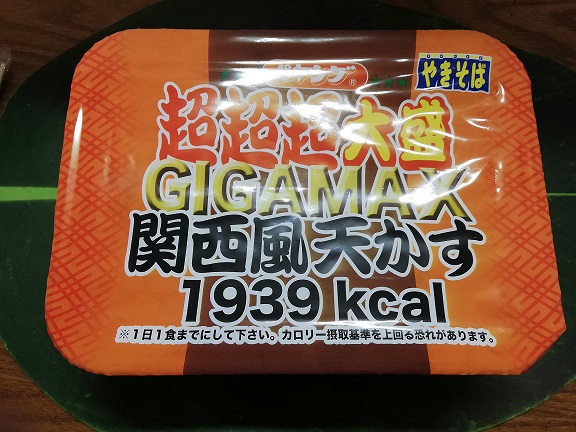 ペヤング®
やきそば
超超超大盛
GIGAMAX
関西風天かす
1939 kcal
※1日1食までにして下さい。カロリー摂取基準を上回る恐れがあります。